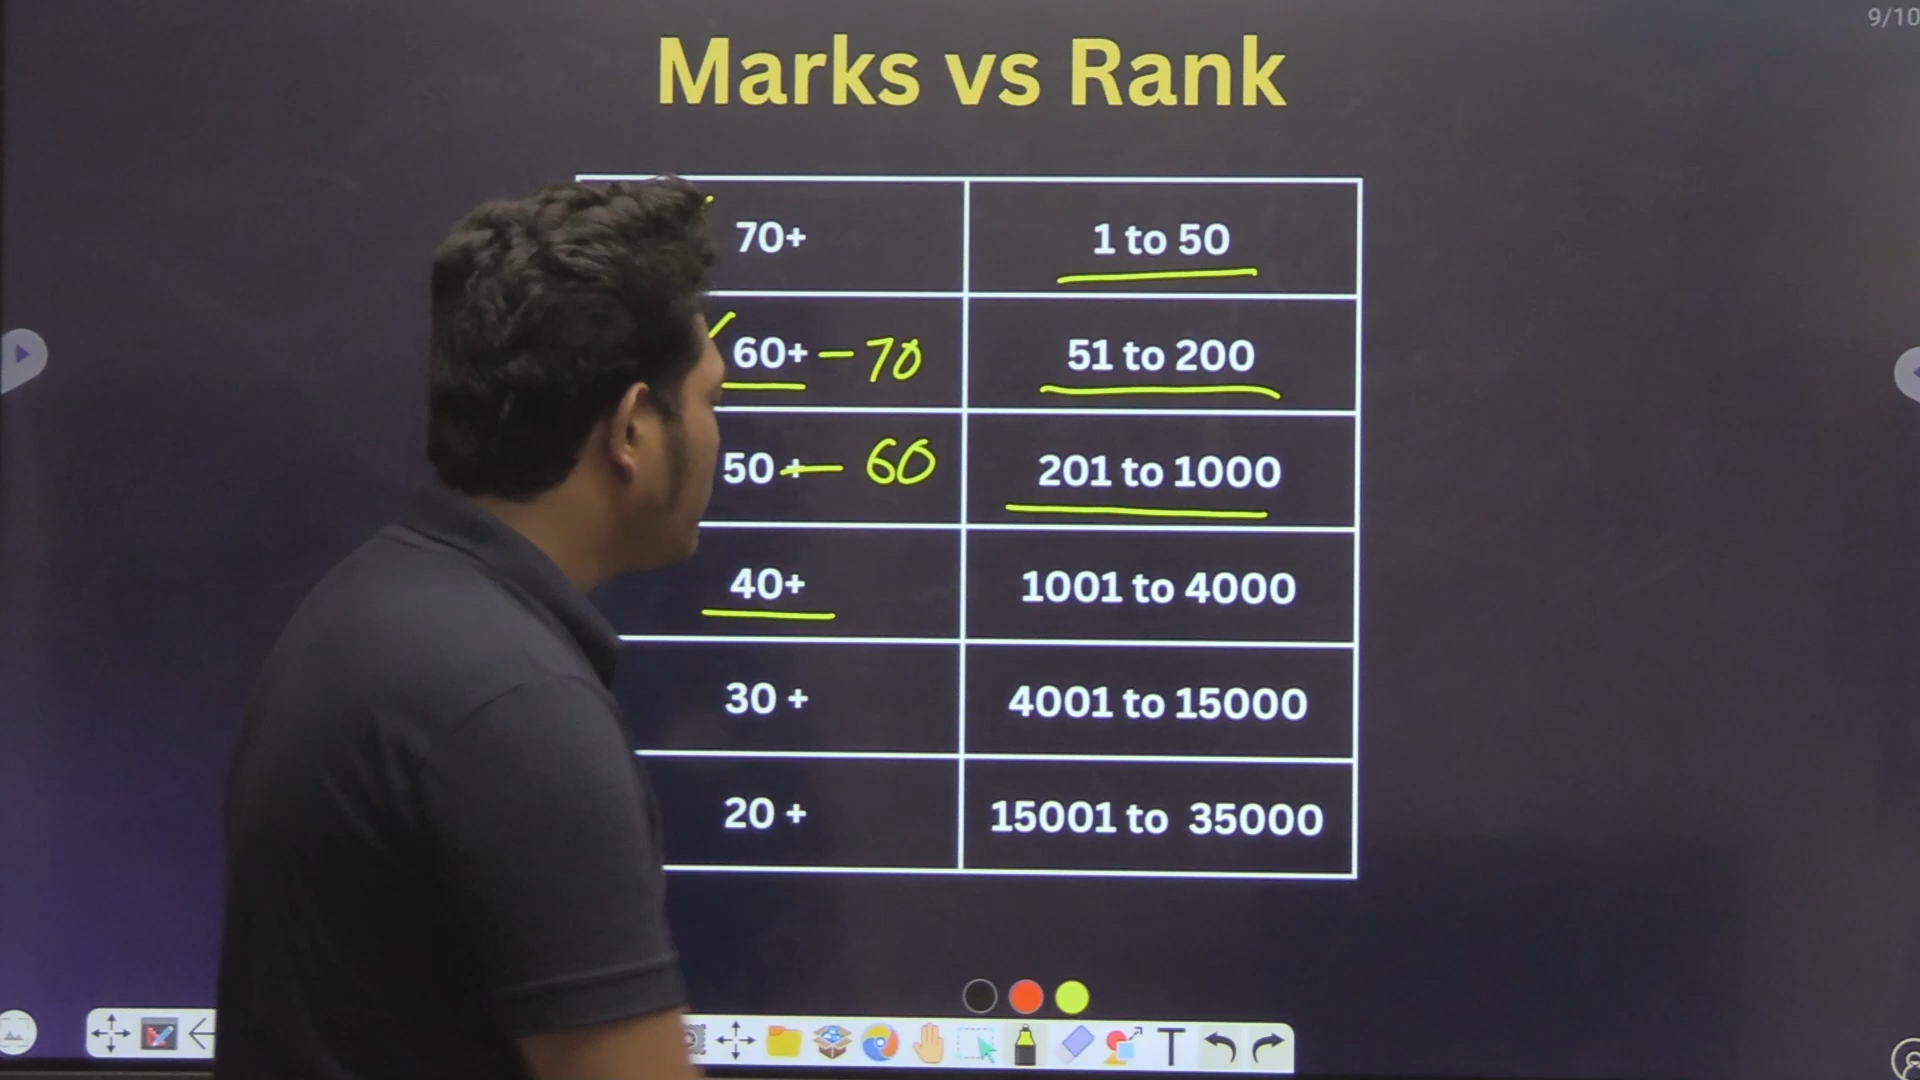 9/10
Marks vs Rank
70+ 1 to 50
60+ – 70 51 to 200
50 + — 60 201 to 1000
40+ 1001 to 4000
30 + 4001 to 15000
20 + 15001 to 35000
T